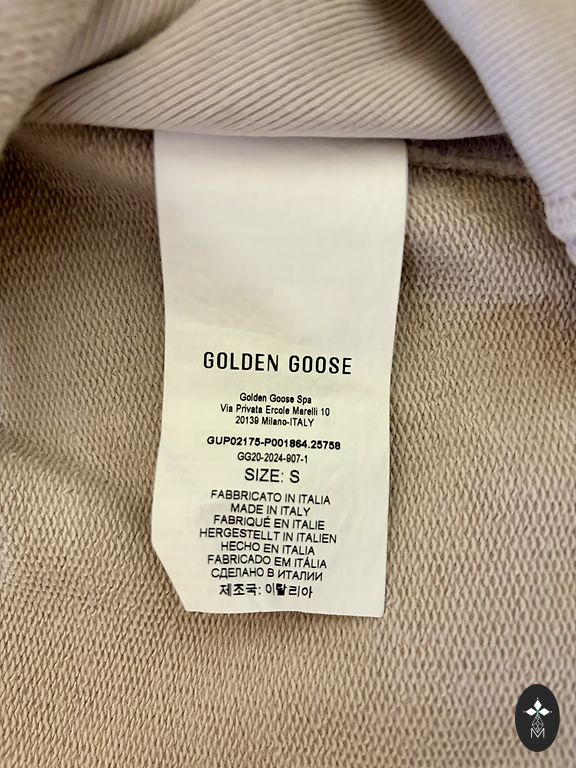 GOLDEN GOOSE
Golden Goose Spa
Via Privata Ercole Marelli 10
20139 Milano-ITALY
GUP02175-P001864.25758
GG20-2024-907-1
SIZE: S
FABBRICATO IN ITALIA
MADE IN ITALY
FABRIQUÉ EN ITALIE
HERGESTELLT IN ITALIEN
HECHO EN ITALIA
FABRICADO EM ITÁLIA
СДЕЛАНО В ИТАЛИИ
제조국: 이탈리아
M